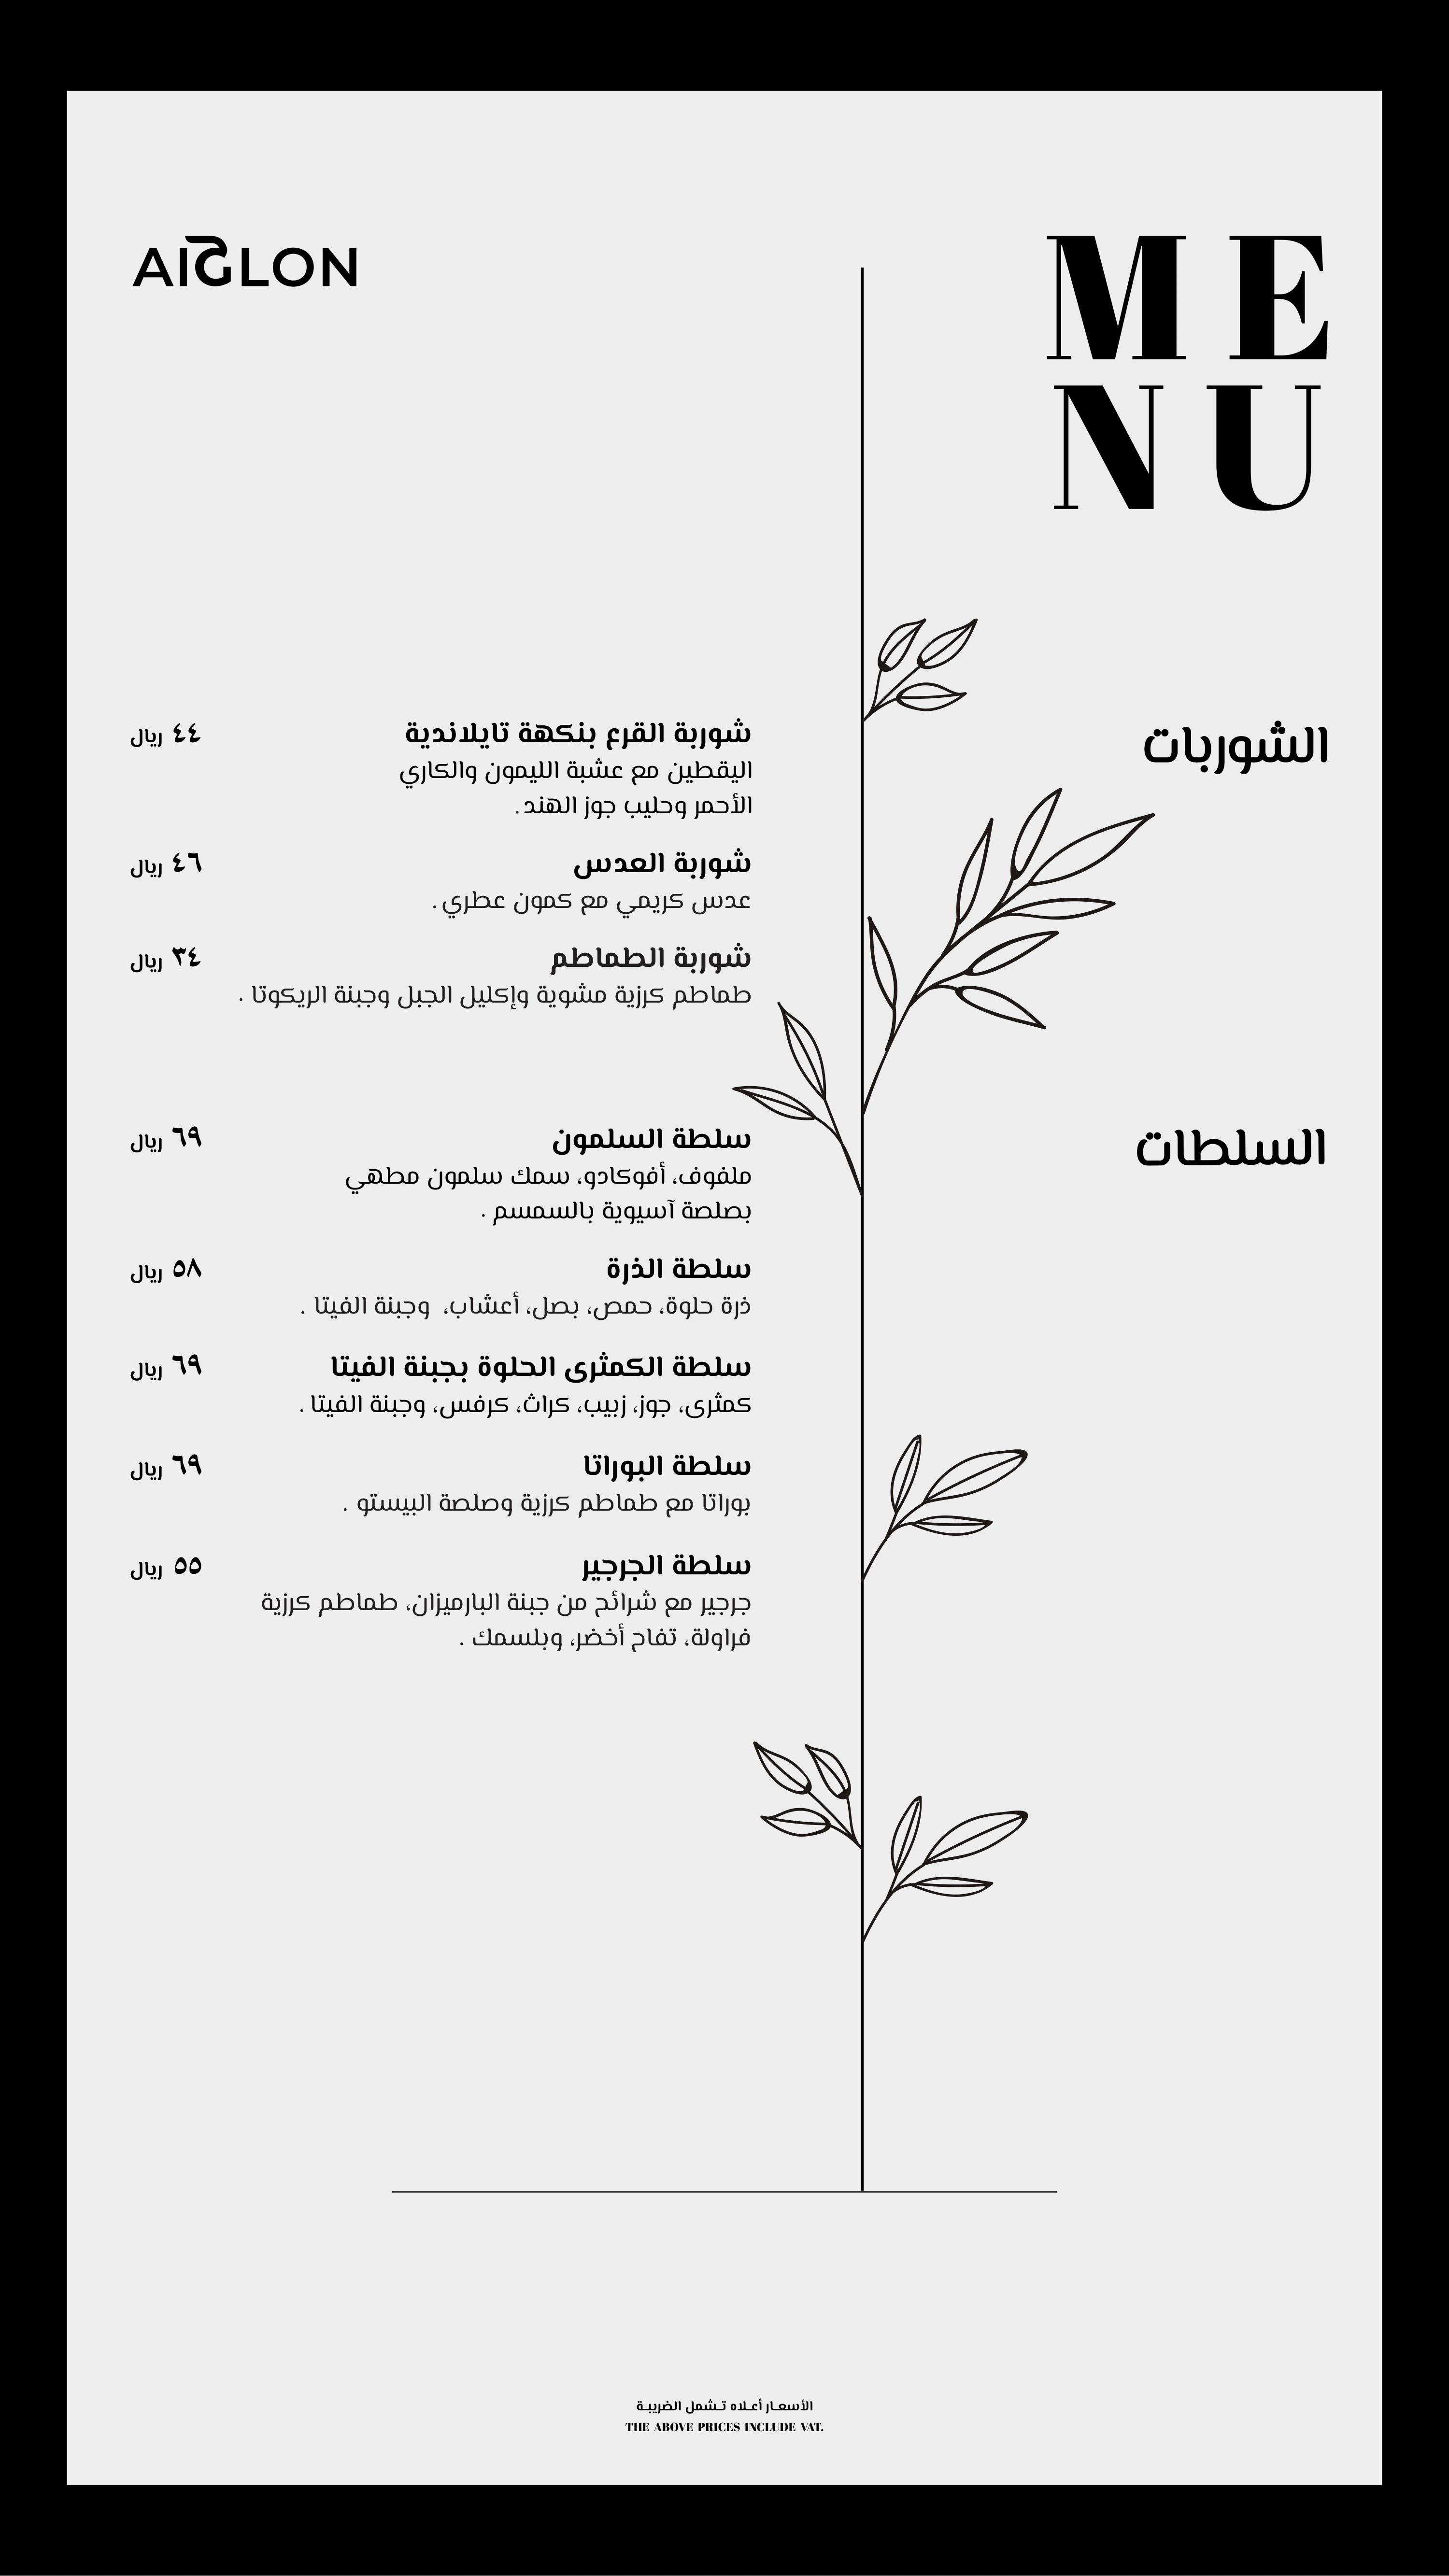 AIGLON
ME
NU
الشوربات
شوربة القرع بنكهة تايلاندية ٤٤ ريال
اليقطين مع عشبة الليمون والكاري
الأحمر وحليب جوز الهند.
شوربة العدس ٤٦ ريال
عدس كريمي مع كمون عطري.
شوربة الطماطم ٣٤ ريال
طماطم كرزية مشوية وإكليل الجبل وجبنة الريكوتا .
السلطات
سلطة السلمون ٦٩ ريال
ملفوف، أفوكادو، سمك سلمون مطهي
بصلصة آسيوية بالسمسم .
سلطة الذرة ٥٨ ريال
ذرة حلوة، حمص، بصل، أعشاب، وجبنة الفيتا .
سلطة الكمثرى الحلوة بجبنة الفيتا ٦٩ ريال
كمثرى، جوز، زبيب، كراث، كرفس، وجبنة الفيتا .
سلطة البوراتا ٦٩ ريال
بوراتا مع طماطم كرزية وصلصة البيستو .
سلطة الجرجير ٥٥ ريال
جرجير مع شرائح من جبنة البارميزان، طماطم كرزية
فراولة، تفاح أخضر، وبلسمك .
الأسعـار أعـلاه تـشمل الضريبـة
THE ABOVE PRICES INCLUDE VAT.